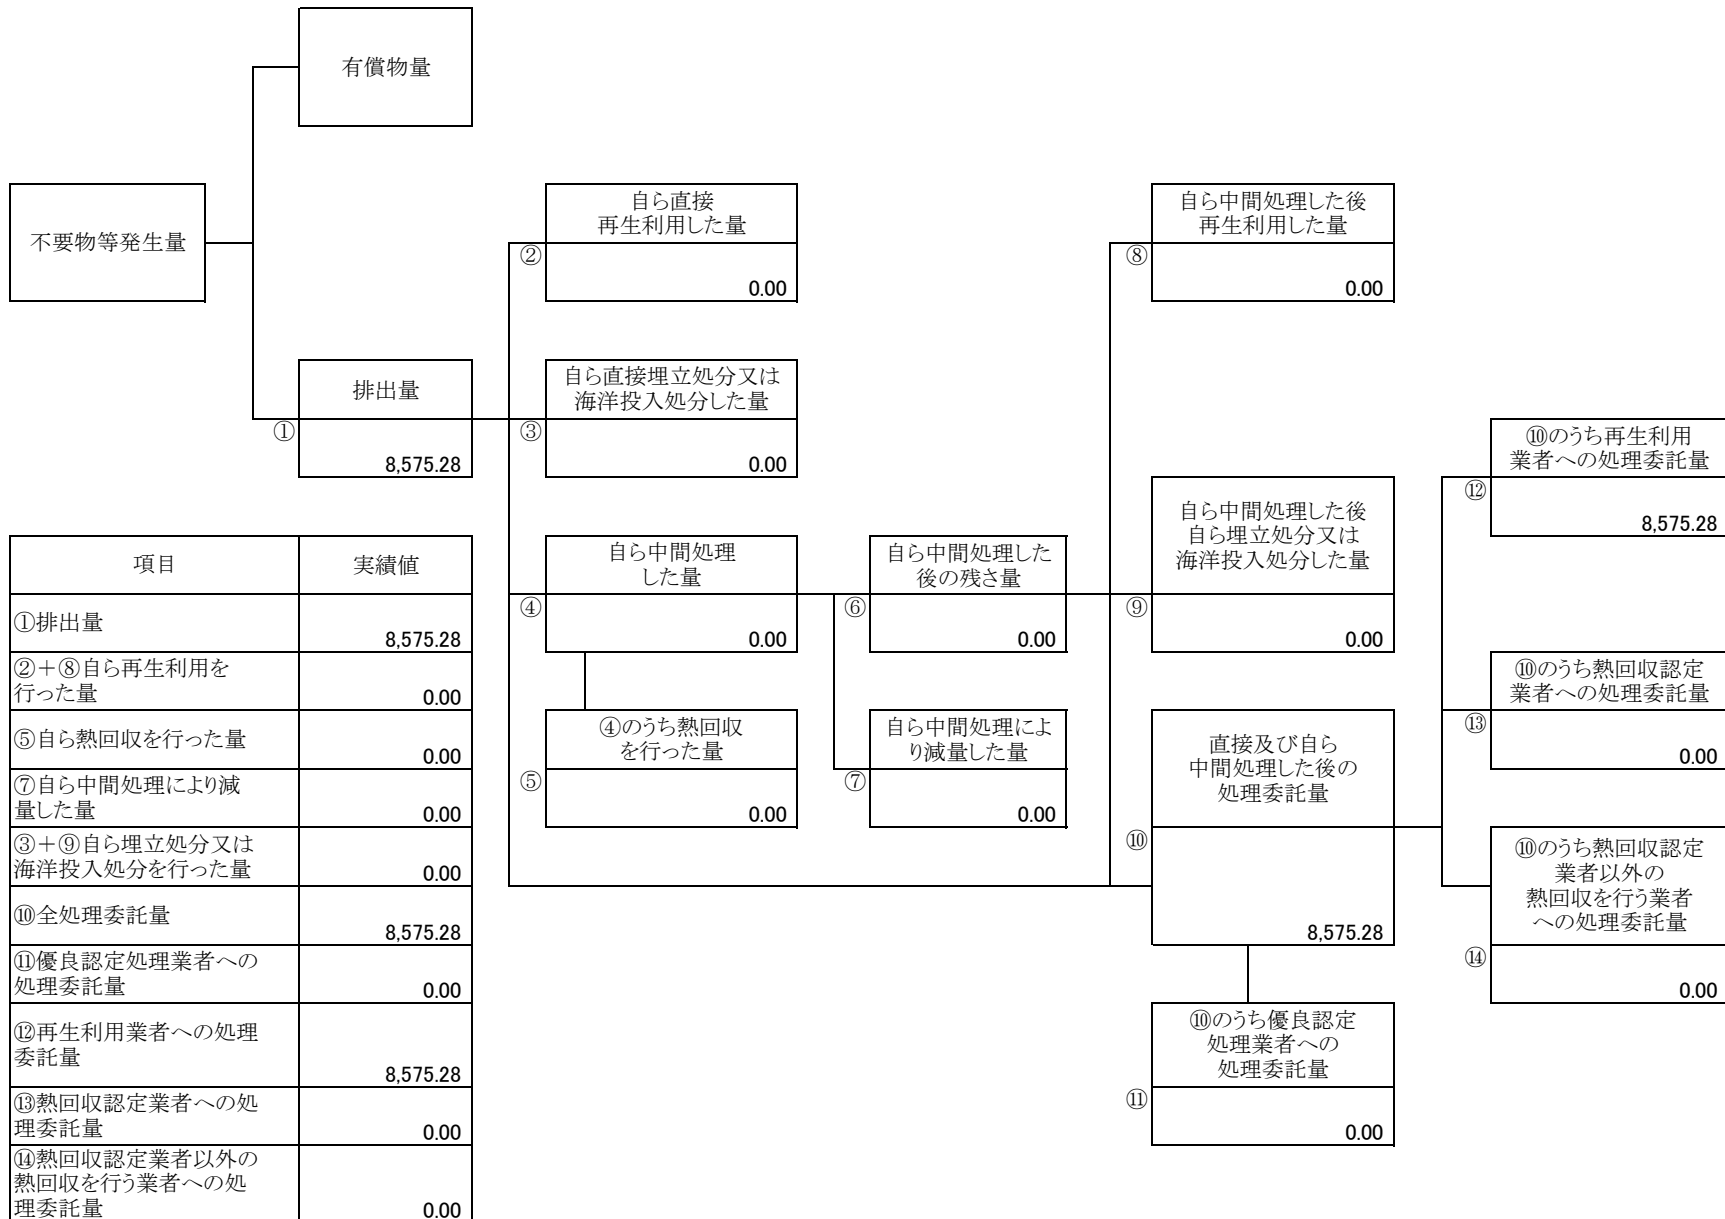 有償物量
不要物等発生量
自ら直接
再生利用した量
②
0.00
自ら中間処理した後
再生利用した量
⑧
0.00
排出量
①
8,575.28
自ら直接埋立処分又は
海洋投入処分した量
③
0.00
自ら中間処理
した量
④
0.00
自ら中間処理した
後の残さ量
⑥
0.00
自ら中間処理した後
自ら埋立処分又は
海洋投入処分した量
⑨
0.00
④のうち熱回収
を行った量
⑤
0.00
自ら中間処理によ
り減量した量
⑦
0.00
直接及び自ら
中間処理した後の
処理委託量
⑩
8,575.28
⑩のうち優良認定
処理業者への
処理委託量
⑪
0.00
⑩のうち再生利用
業者への処理委託量
⑫
8,575.28
⑩のうち熱回収認定
業者への処理委託量
⑬
0.00
⑩のうち熱回収認定
業者以外の
熱回収を行う業者
への処理委託量
⑭
0.00
項目 実績値
①排出量
8,575.28
②+⑧自ら再生利用を
行った量
0.00
⑤自ら熱回収を行った量
0.00
⑦自ら中間処理により減
量した量
0.00
③+⑨自ら埋立処分又は
海洋投入処分を行った量
0.00
⑩全処理委託量
8,575.28
⑪優良認定処理業者への
処理委託量
0.00
⑫再生利用業者への処理
委託量
8,575.28
⑬熱回収認定業者への処
理委託量
0.00
⑭熱回収認定業者以外の
熱回収を行う業者への処
理委託量
0.00